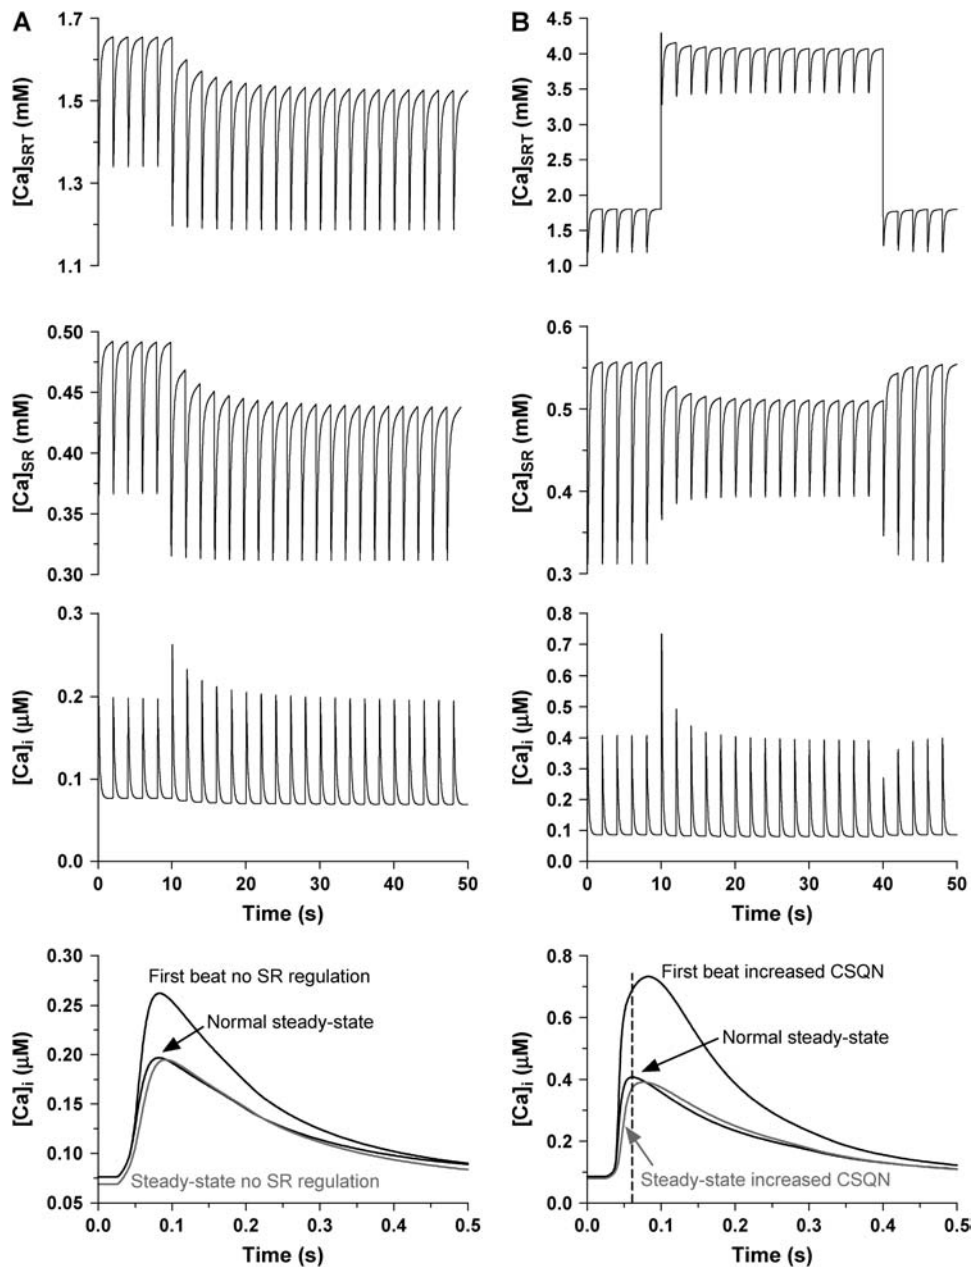 A
B
[Ca]SRT (mM)
1.7
1.5
1.3
1.1
[Ca]SRT (mM)
4.5
4.0
3.5
3.0
2.5
2.0
1.5
1.0
[Ca]SR (mM)
0.50
0.45
0.40
0.35
0.30
[Ca]SR (mM)
0.6
0.5
0.4
0.3
[Ca]i (μM)
0.3
0.2
0.1
0.0
0 10 20 30 40 50
Time (s)
[Ca]i (μM)
0.8
0.7
0.6
0.5
0.4
0.3
0.2
0.1
0.0
0 10 20 30 40 50
Time (s)
[Ca]i (μM)
0.30
0.25
0.20
0.15
0.10
0.05
First beat no SR regulation
Normal steady-state
Steady-state no SR regulation
0.0 0.1 0.2 0.3 0.4 0.5
Time (s)
[Ca]i (μM)
0.8
0.6
0.4
0.2
0.0
First beat increased CSQN
Normal steady-state
Steady-state increased CSQN
0.0 0.1 0.2 0.3 0.4 0.5
Time (s)